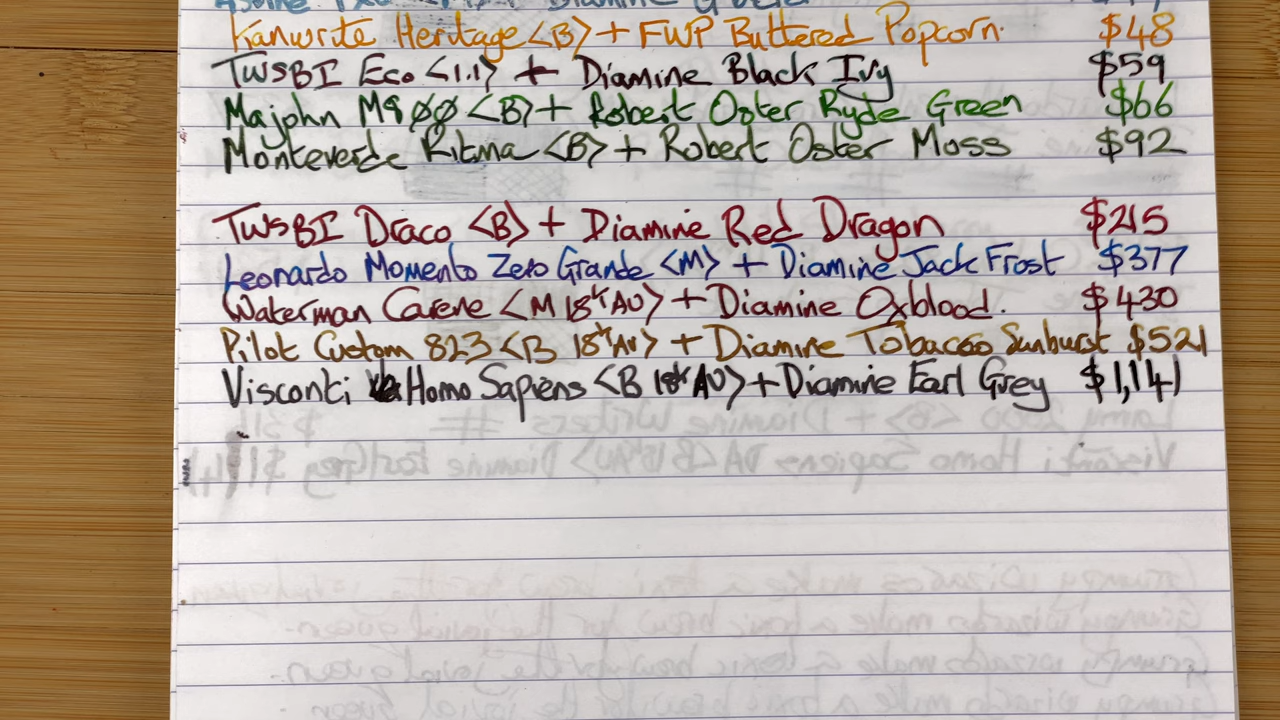 Kanwrite Heritage <B> + FWP Buttered Popcorn. $48
TWSBI Eco <1.1> + Diamine Black Ivy $59
Majohn M800 <B> + Robert Oster Ryde Green $66
Monteverde Ritma <B> + Robert Oster Moss $92
TWSBI Draco <B> + Diamine Red Dragon $215
Leonardo Momento Zero Grande <M> + Diamine Jack Frost $377
Waterman Carene <M 18k AU> + Diamine Oxblood. $430
Pilot Custom 823 <B 18k AU> + Diamine Tobacco Sunburst $521
Visconti Homo Sapiens <B 18k AU> + Diamine Earl Grey $1,141